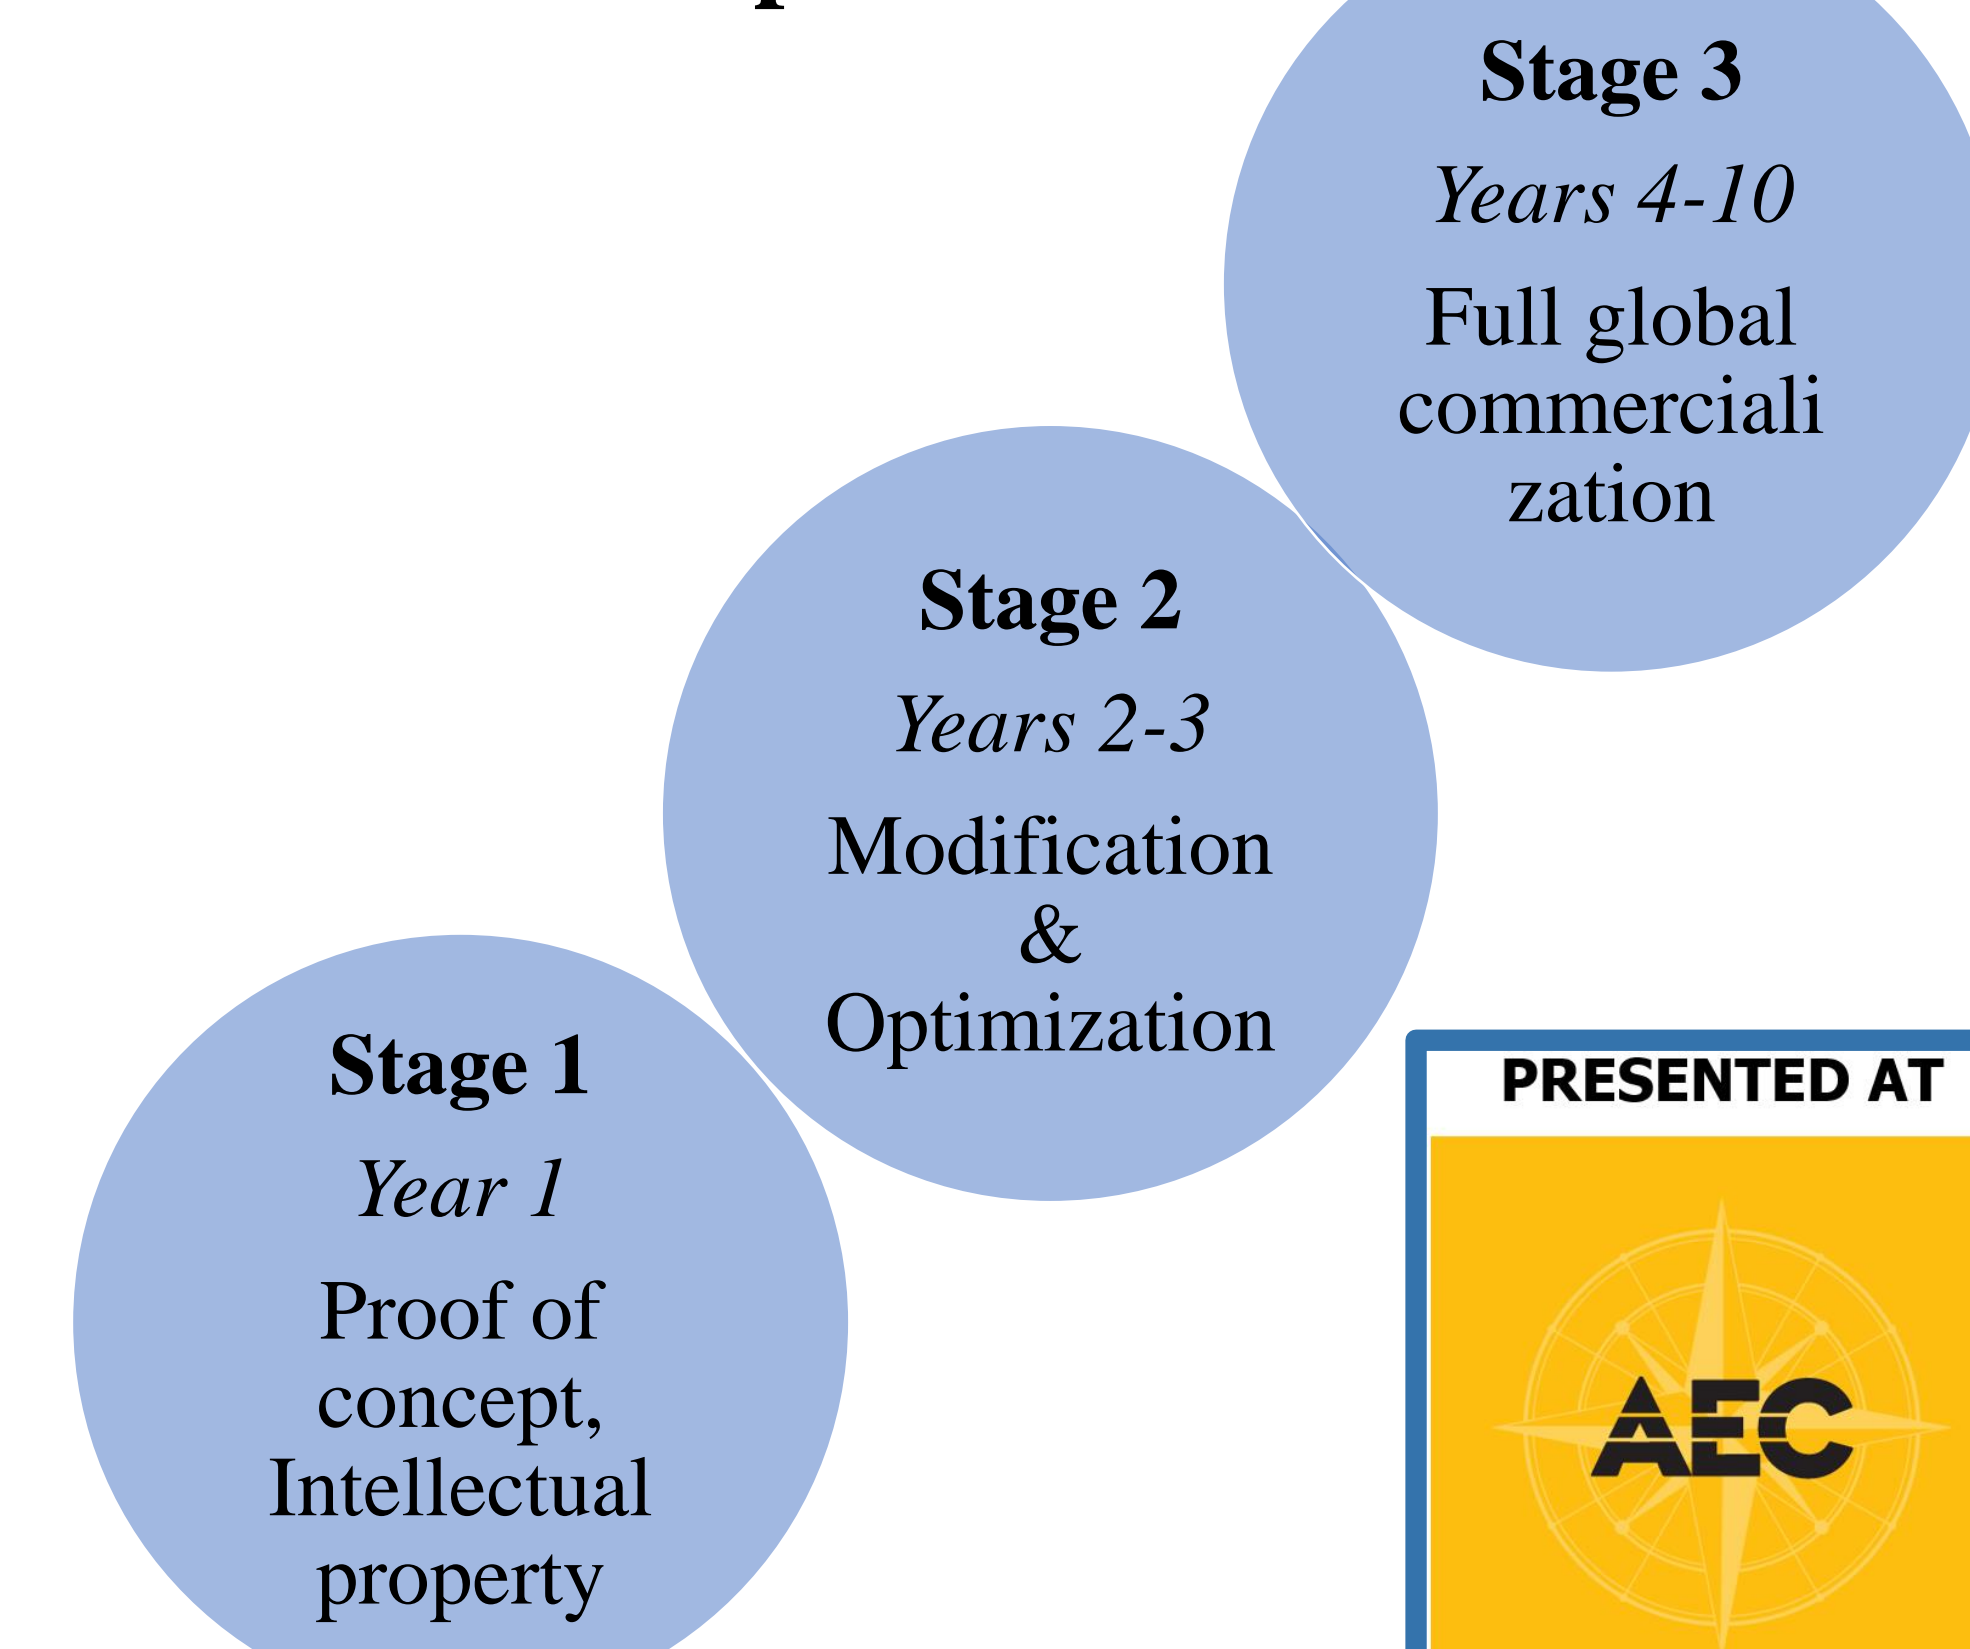 Stage 3
Years 4-10
Full global
commerciali
zation
Stage 2
Years 2-3
Modification
&
Optimization
Stage 1
Year 1
Proof of
concept,
Intellectual
property
PRESENTED AT
AEC